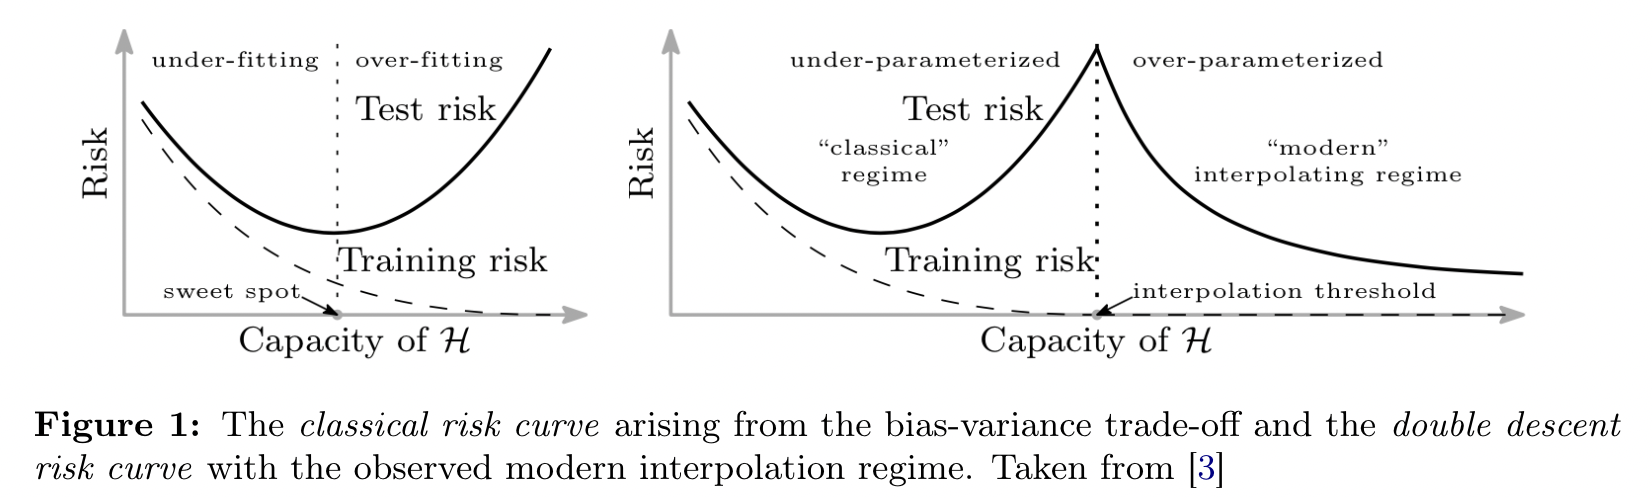 under-fitting
over-fitting
Test risk
Risk
Training risk
sweet spot
Capacity of ℋ
under-parameterized
over-parameterized
Test risk
“classical”
regime
“modern”
interpolating regime
Risk
Training risk
interpolation threshold
Capacity of ℋ
Figure 1: The classical risk curve arising from the bias-variance trade-off and the double descent
risk curve with the observed modern interpolation regime. Taken from [3]